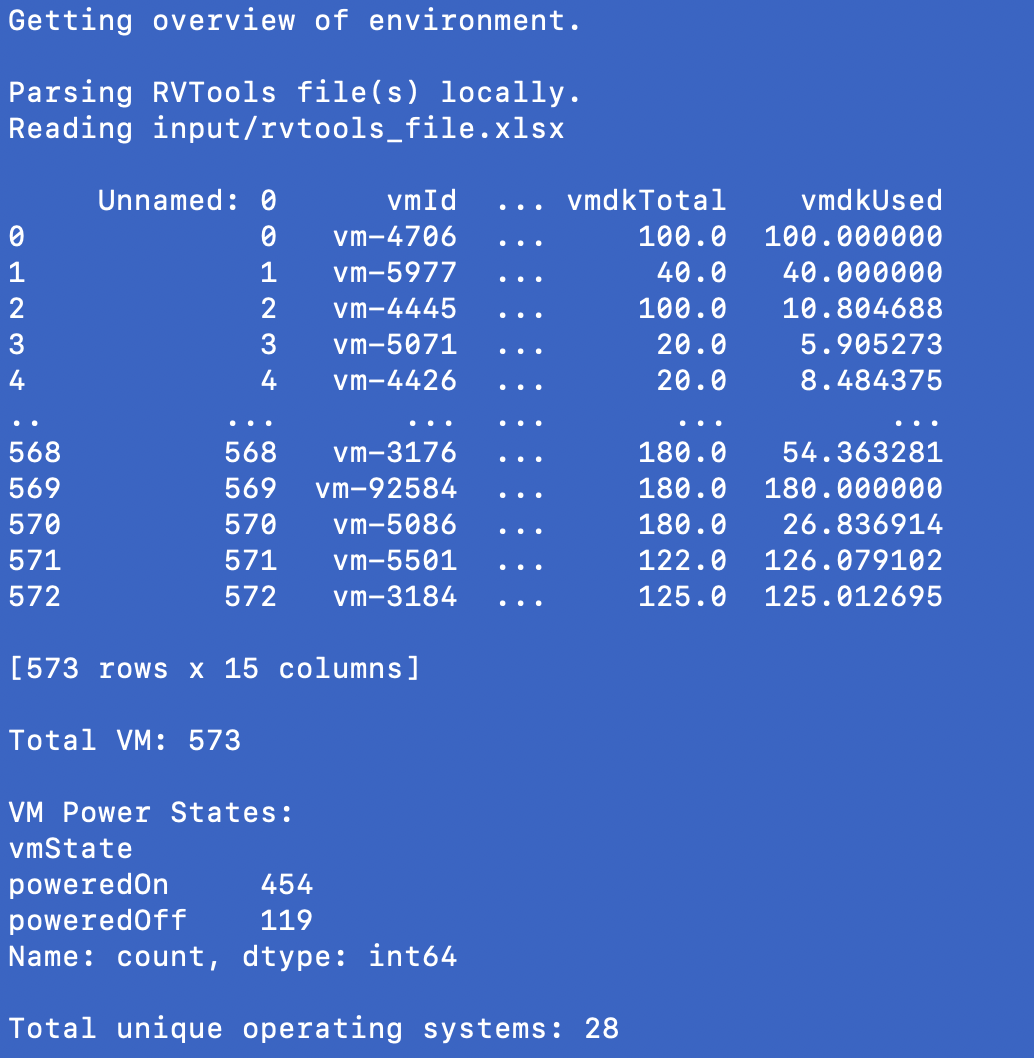 Getting overview of environment.
Parsing RVTools file(s) locally.
Reading input/rvtools_file.xlsx
     Unnamed: 0      vmId  ... vmdkTotal    vmdkUsed
0             0   vm-4706  ...     100.0  100.000000
1             1   vm-5977  ...      40.0   40.000000
2             2   vm-4445  ...     100.0   10.804688
3             3   vm-5071  ...      20.0    5.905273
4             4   vm-4426  ...      20.0    8.484375
..          ...       ...  ...       ...         ...
568         568   vm-3176  ...     180.0   54.363281
569         569  vm-92584  ...     180.0  180.000000
570         570   vm-5086  ...     180.0   26.836914
571         571   vm-5501  ...     122.0  126.079102
572         572   vm-3184  ...     125.0  125.012695
[573 rows x 15 columns]
Total VM: 573
VM Power States:
vmState
poweredOn     454
poweredOff    119
Name: count, dtype: int64
Total unique operating systems: 28